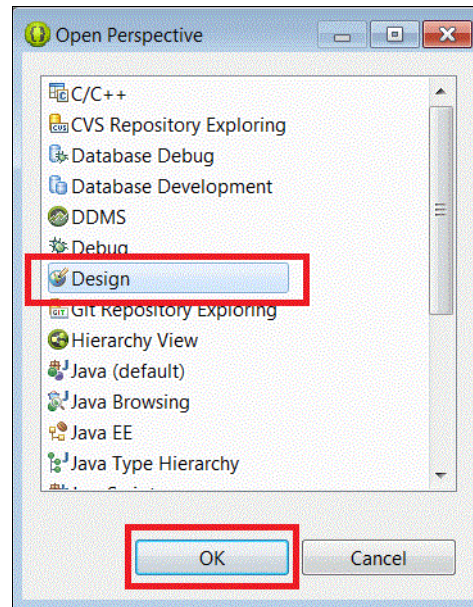 Open Perspective
C/C++
CVS Repository Exploring
Database Debug
Database Development
DDMS
Debug
Design
Git Repository Exploring
Hierarchy View
Java (default)
Java Browsing
Java EE
Java Type Hierarchy
OK
Cancel